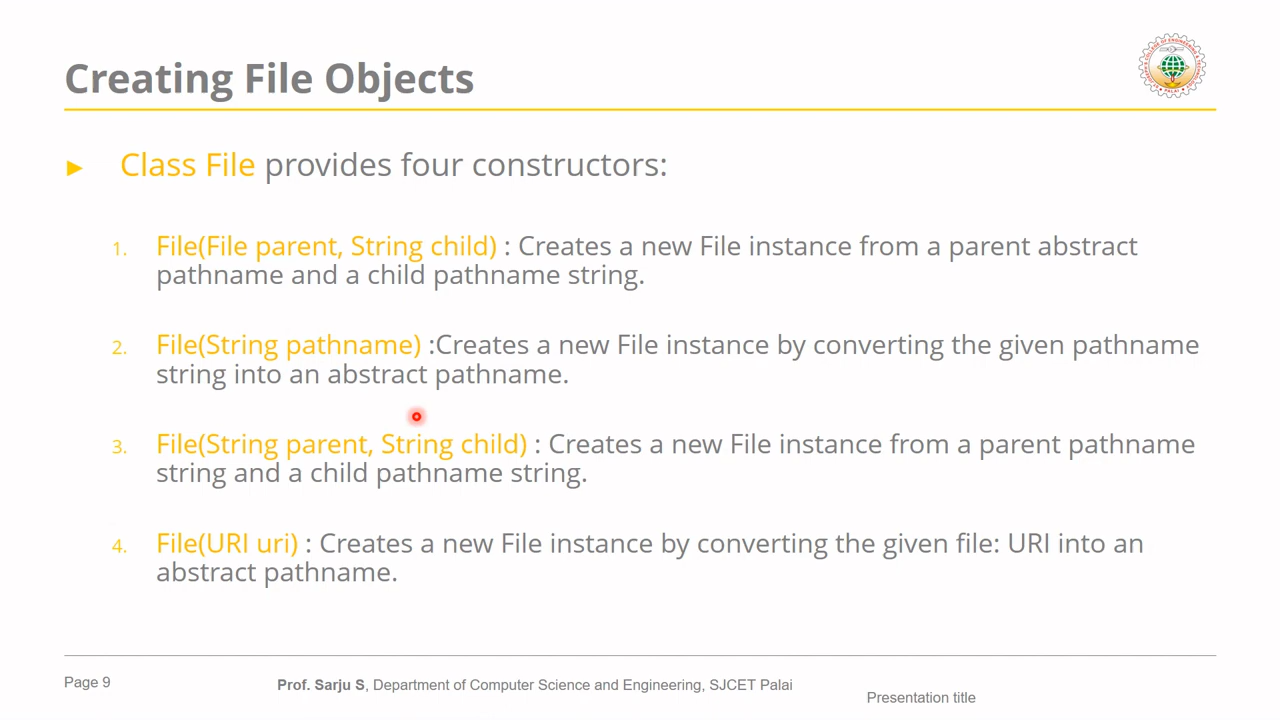 Creating File Objects
Class File provides four constructors:
1. File(File parent, String child) : Creates a new File instance from a parent abstract
pathname and a child pathname string.
2. File(String pathname) :Creates a new File instance by converting the given pathname
string into an abstract pathname.
3. File(String parent, String child) : Creates a new File instance from a parent pathname
string and a child pathname string.
4. File(URI uri) : Creates a new File instance by converting the given file: URI into an
abstract pathname.
Page 9
Prof. Sarju S, Department of Computer Science and Engineering, SJCET Palai
Presentation title